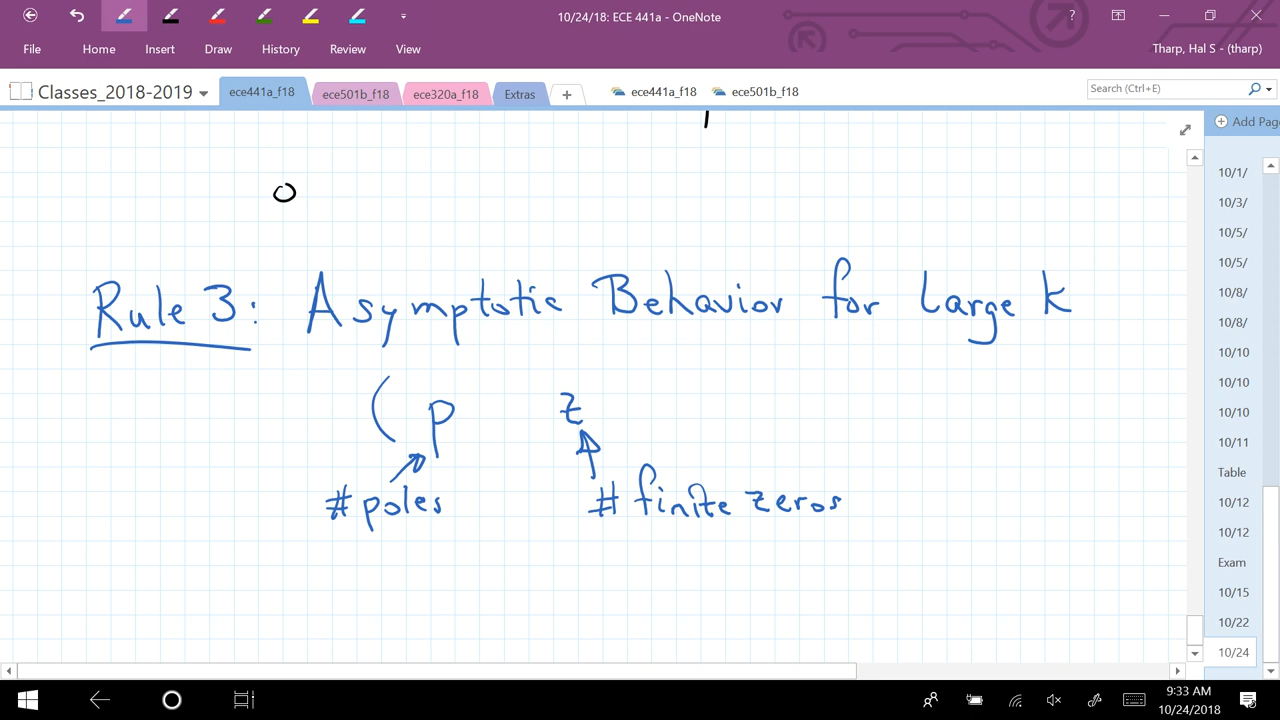 10/24/18: ECE 441a - OneNote
?
Tharp, Hal S - (tharp)
File Home Insert Draw History Review View
Classes_2018-2019
ece441a_f18 ece501b_f18 ece320a_f18 Extras + ece441a_f18 ece501b_f18
Search (Ctrl+E)
Add Pag
Rule 3: Asymptotic Behavior for Large K
( p z
# poles # finite zeros
10/1/
10/3/
10/5/
10/5/
10/8/
10/8/
10/10
10/10
10/10
10/11
Table
10/12
10/12
Exam
10/15
10/22
10/24
9:33 AM
10/24/2018